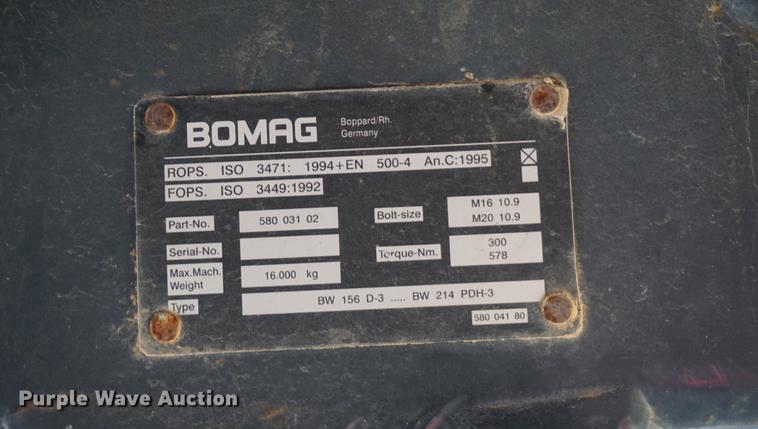 BOMAG
Boppard/Rh.
Germany
ROPS. ISO 3471: 1994+EN 500-4 An.C:1995
FOPS. ISO 3449:1992
Part-No. 580 031 02
Bolt-size M16 10.9
M20 10.9
Serial-No.
Torque-Nm. 300
578
Max.Mach.
Weight 16.000 kg
Type BW 156 D-3 ..... BW 214 PDH-3
580 041 80
Purple Wave Auction